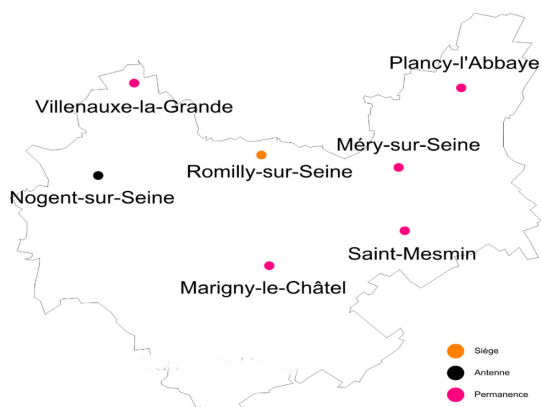 Plancy-l'Abbaye
Villenauxe-la-Grande
Méry-sur-Seine
Romilly-sur-Seine
Nogent-sur-Seine
Saint-Mesmin
Marigny-le-Châtel
Siège
Antenne
Permanence